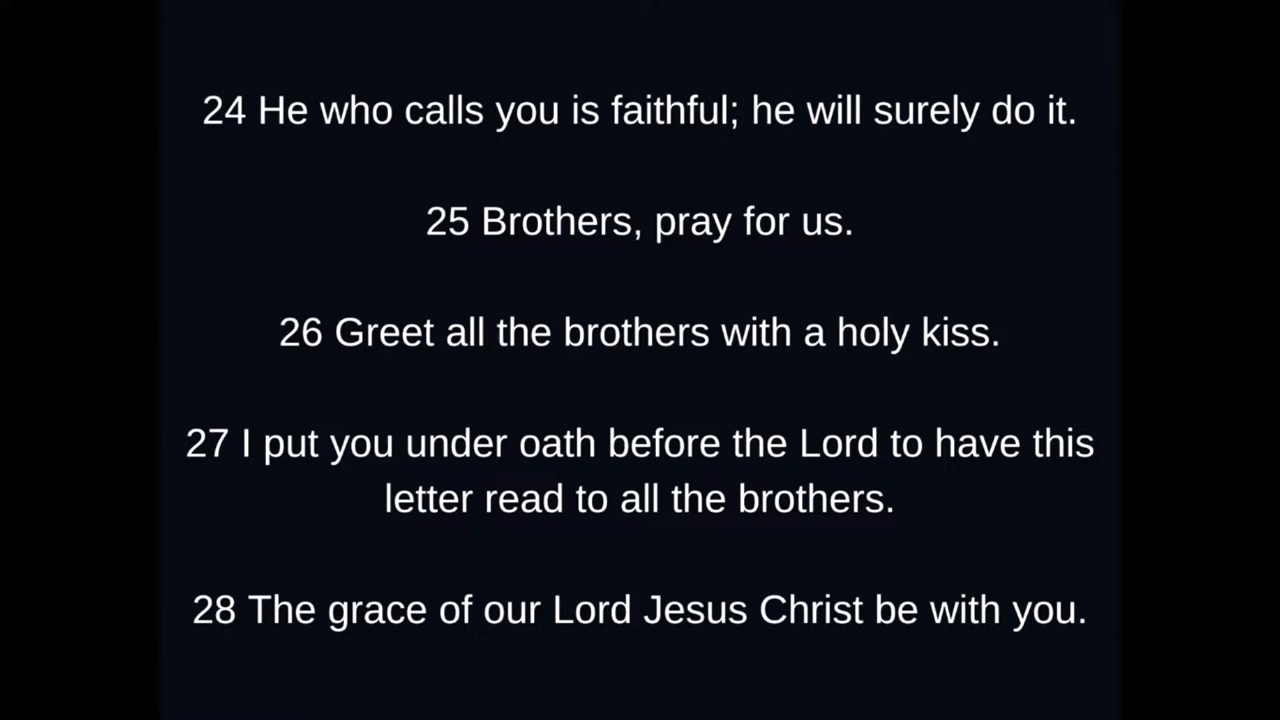 24 He who calls you is faithful; he will surely do it.
25 Brothers, pray for us.
26 Greet all the brothers with a holy kiss.
27 I put you under oath before the Lord to have this
letter read to all the brothers.
28 The grace of our Lord Jesus Christ be with you.